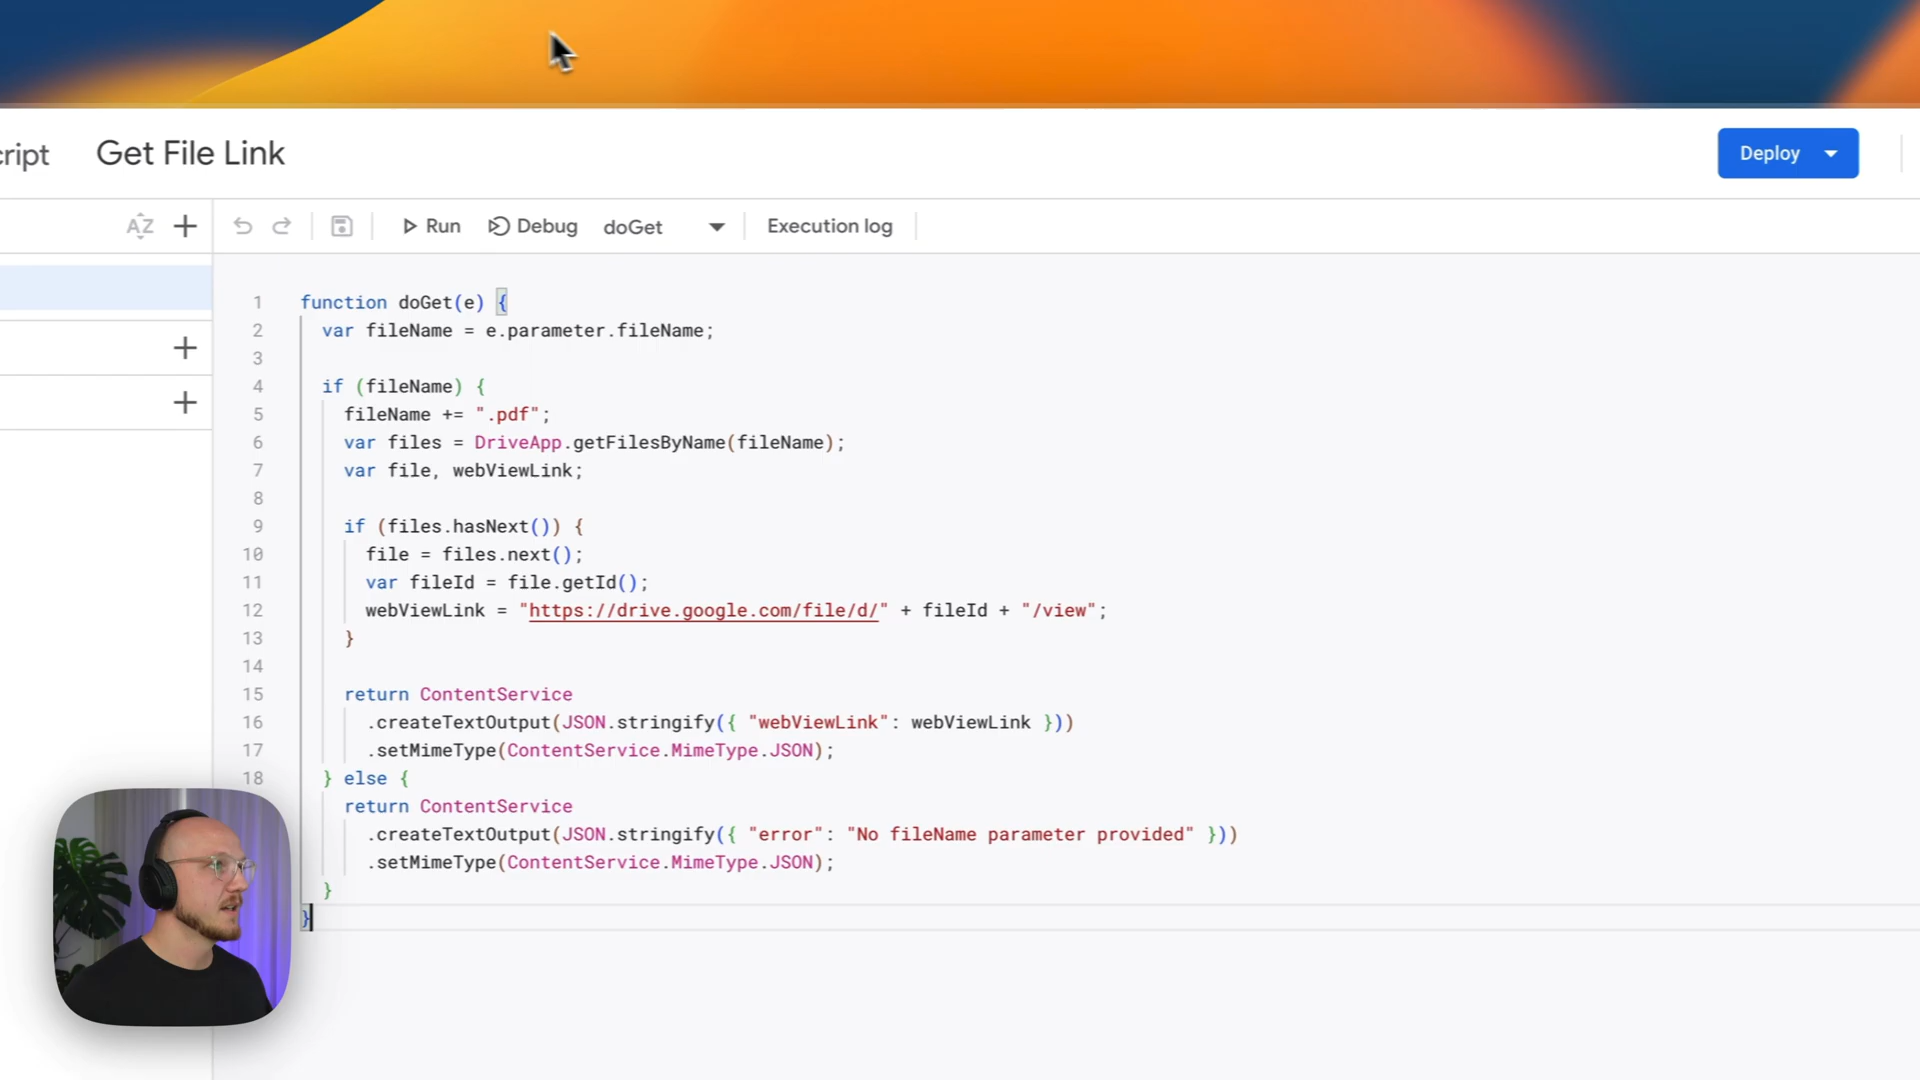 cript Get File Link Deploy
AZ Run Debug doGet Execution log
1 function doGet(e) {
2 var fileName = e.parameter.fileName;
3
4 if (fileName) {
5 fileName += ".pdf";
6 var files = DriveApp.getFilesByName(fileName);
7 var file, webViewLink;
8
9 if (files.hasNext()) {
10 file = files.next();
11 var fileId = file.getId();
12 webViewLink = "https://drive.google.com/file/d/" + fileId + "/view";
13 }
14
15 return ContentService
16 .createTextOutput(JSON.stringify({ "webViewLink": webViewLink }))
17 .setMimeType(ContentService.MimeType.JSON);
18 } else {
return ContentService
.createTextOutput(JSON.stringify({ "error": "No fileName parameter provided" }))
.setMimeType(ContentService.MimeType.JSON);
}
}